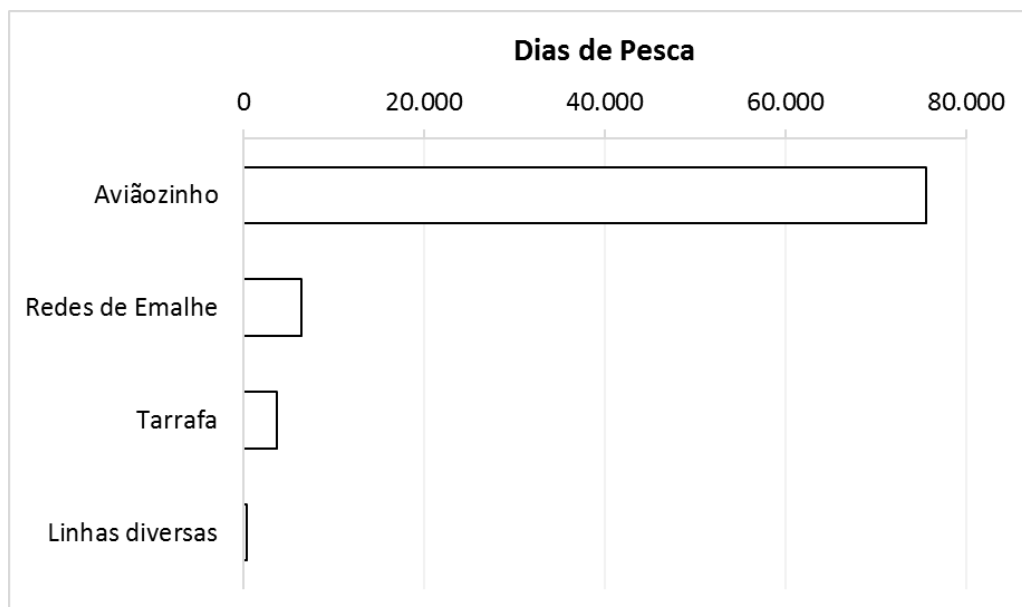 Dias de Pesca
0 20.000 40.000 60.000 80.000
Aviãozinho
Redes de Emalhe
Tarrafa
Linhas diversas